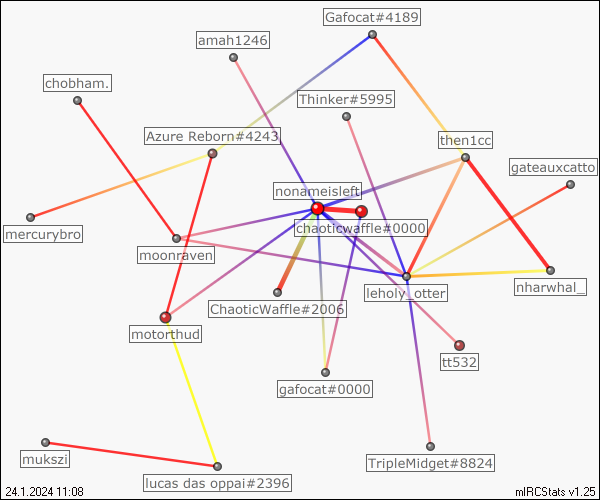 Gafocat#4189
amah1246
chobham.
Thinker#5995
Azure Reborn#4243
then1cc
gateauxcatto
nonameisleft
chaoticwaffle#0000
mercurybro
moonraven
leholy_otter
nharwhal_
ChaoticWaffle#2006
motorthud
tt532
gafocat#0000
mukszi
TripleMidget#8824
lucas das oppai#2396
24.1.2024 11:08
mIRCStats v1.25